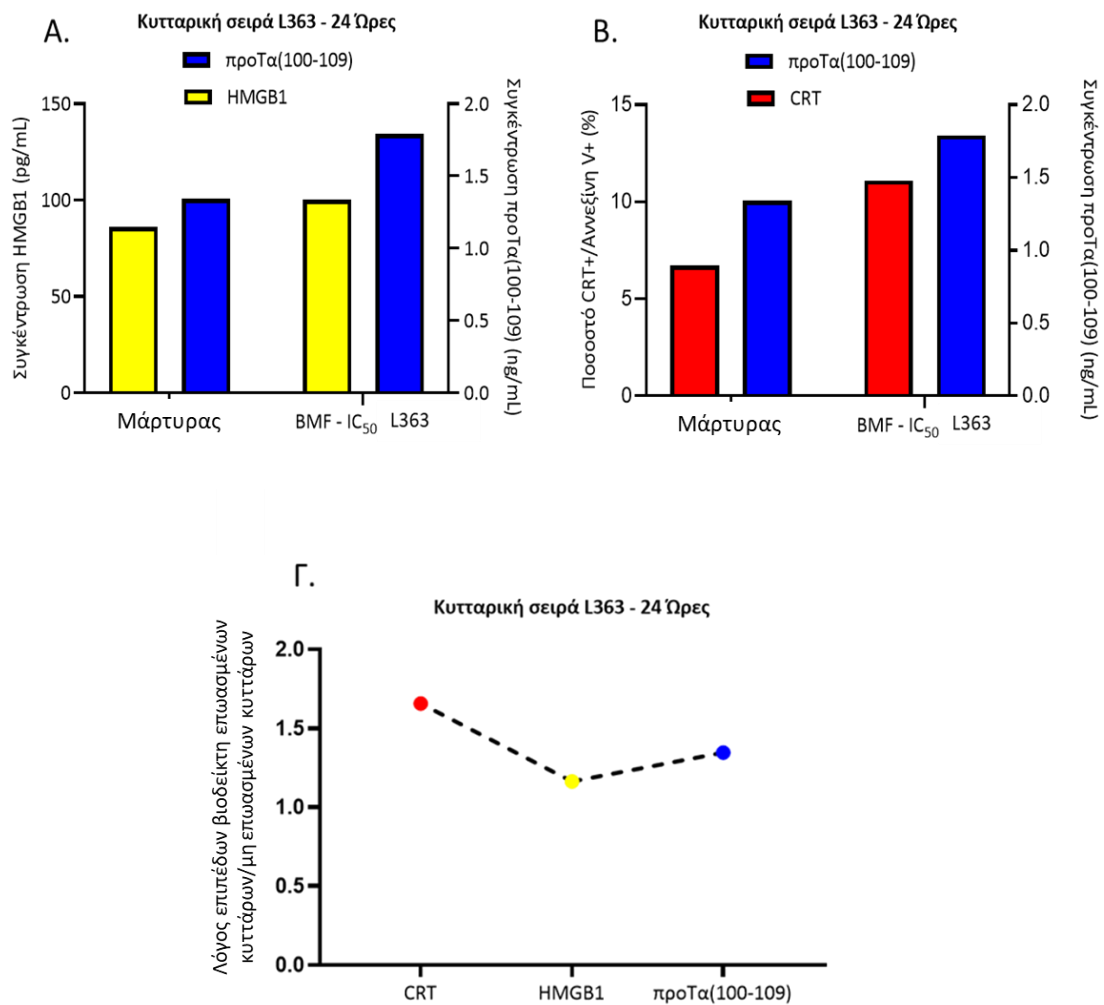 Α.
Κυτταρική σειρά L363 - 24 Ώρες
προΤα(100-109)
HMGB1
Συγκέντρωση HMGB1 (pg/mL)
150
100
50
0
Συγκέντρωση προΤα(100-109) (ng/mL)
2.0
1.5
1.0
0.5
0.0
Μάρτυρας
BMF - IC50 L363
Β.
Κυτταρική σειρά L363 - 24 Ώρες
προΤα(100-109)
CRT
Ποσοστό CRT+/Αννεξίνη V+ (%)
15
10
5
0
Συγκέντρωση προΤα(100-109) (ng/mL)
2.0
1.5
1.0
0.5
0.0
Μάρτυρας
BMF - IC50 L363
Γ.
Κυτταρική σειρά L363 - 24 Ώρες
Λόγος επιπέδων βιοδείκτη επωασμένων
κυττάρων/μη επωασμένων κυττάρων
2.0
1.5
1.0
0.5
0.0
CRT
HMGB1
προΤα(100-109)